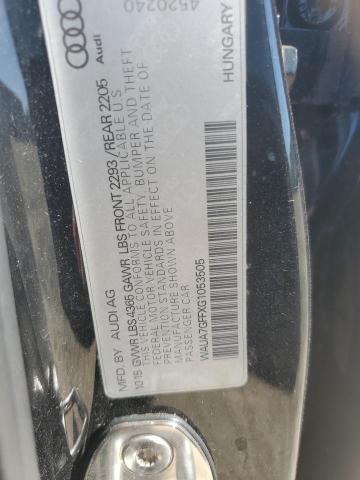 Audi
4520240
HUNGARY
MFD. BY AUDI AG
1015 GVWR LBS 4365 GAWR LBS FRONT 2293 /REAR 2205
THIS VEHICLE CONFORMS TO ALL APPLICABLE U S
FEDERAL MOTOR VEHICLE SAFETY, BUMPER AND THEFT
PREVENTION STANDARDS IN EFFECT ON THE DATE OF
MANUFACTURE SHOWN ABOVE
PASSENGER CAR
WAUA7GFFXG1053505